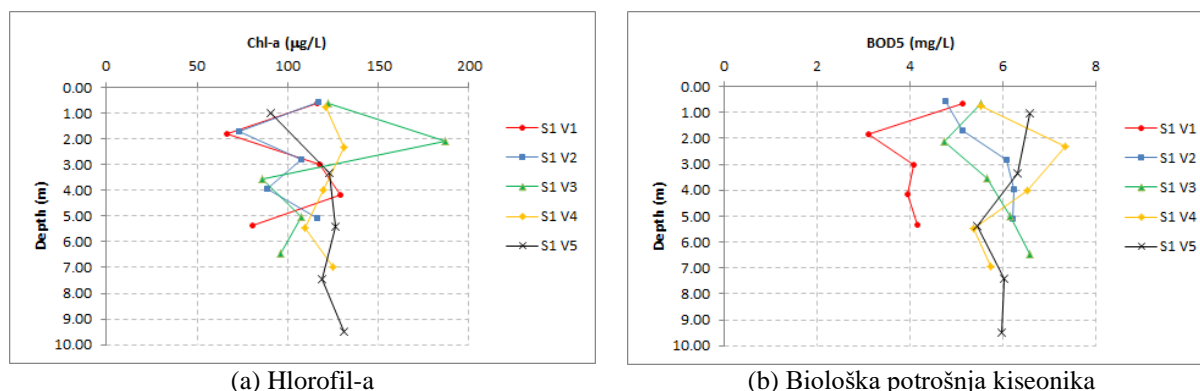 Chl-a (µg/L)
0 50 100 150 200
0.00
1.00
2.00
3.00
4.00
5.00
6.00
7.00
8.00
9.00
10.00
Depth (m)
S1 V1
S1 V2
S1 V3
S1 V4
S1 V5
(a) Hlorofil-a
BOD5 (mg/L)
0 2 4 6 8
0.00
1.00
2.00
3.00
4.00
5.00
6.00
7.00
8.00
9.00
10.00
Depth (m)
S1 V1
S1 V2
S1 V3
S1 V4
S1 V5
(b) Biološka potrošnja kiseonika